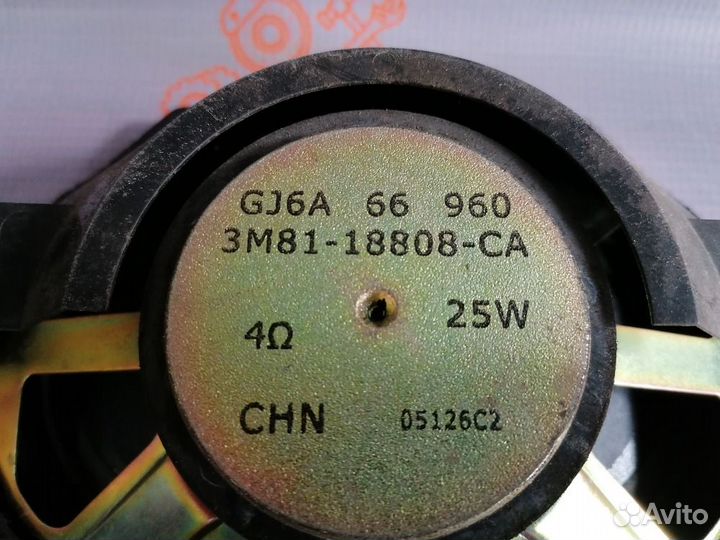 GJ6A 66 960
3M81-18808-CA
4Ω 25W
CHN 05126C2
Avito